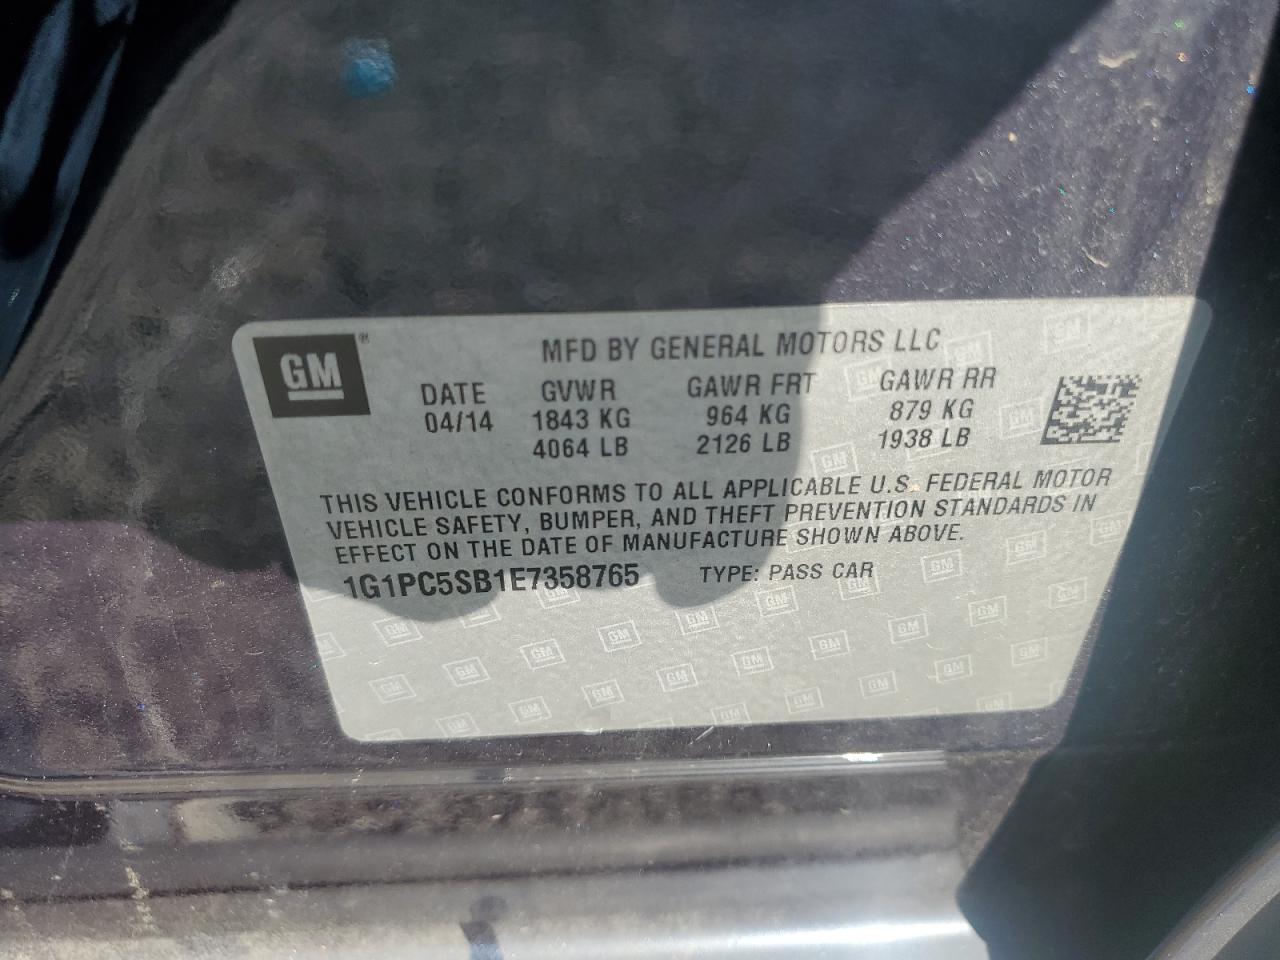 GM®
MFD BY GENERAL MOTORS LLC
DATE GVWR GAWR FRT GAWR RR
04/14 1843 KG 964 KG 879 KG
4064 LB 2126 LB 1938 LB
THIS VEHICLE CONFORMS TO ALL APPLICABLE U.S. FEDERAL MOTOR
VEHICLE SAFETY, BUMPER, AND THEFT PREVENTION STANDARDS IN
EFFECT ON THE DATE OF MANUFACTURE SHOWN ABOVE.
1G1PC5SB1E7358765 TYPE: PASS CAR